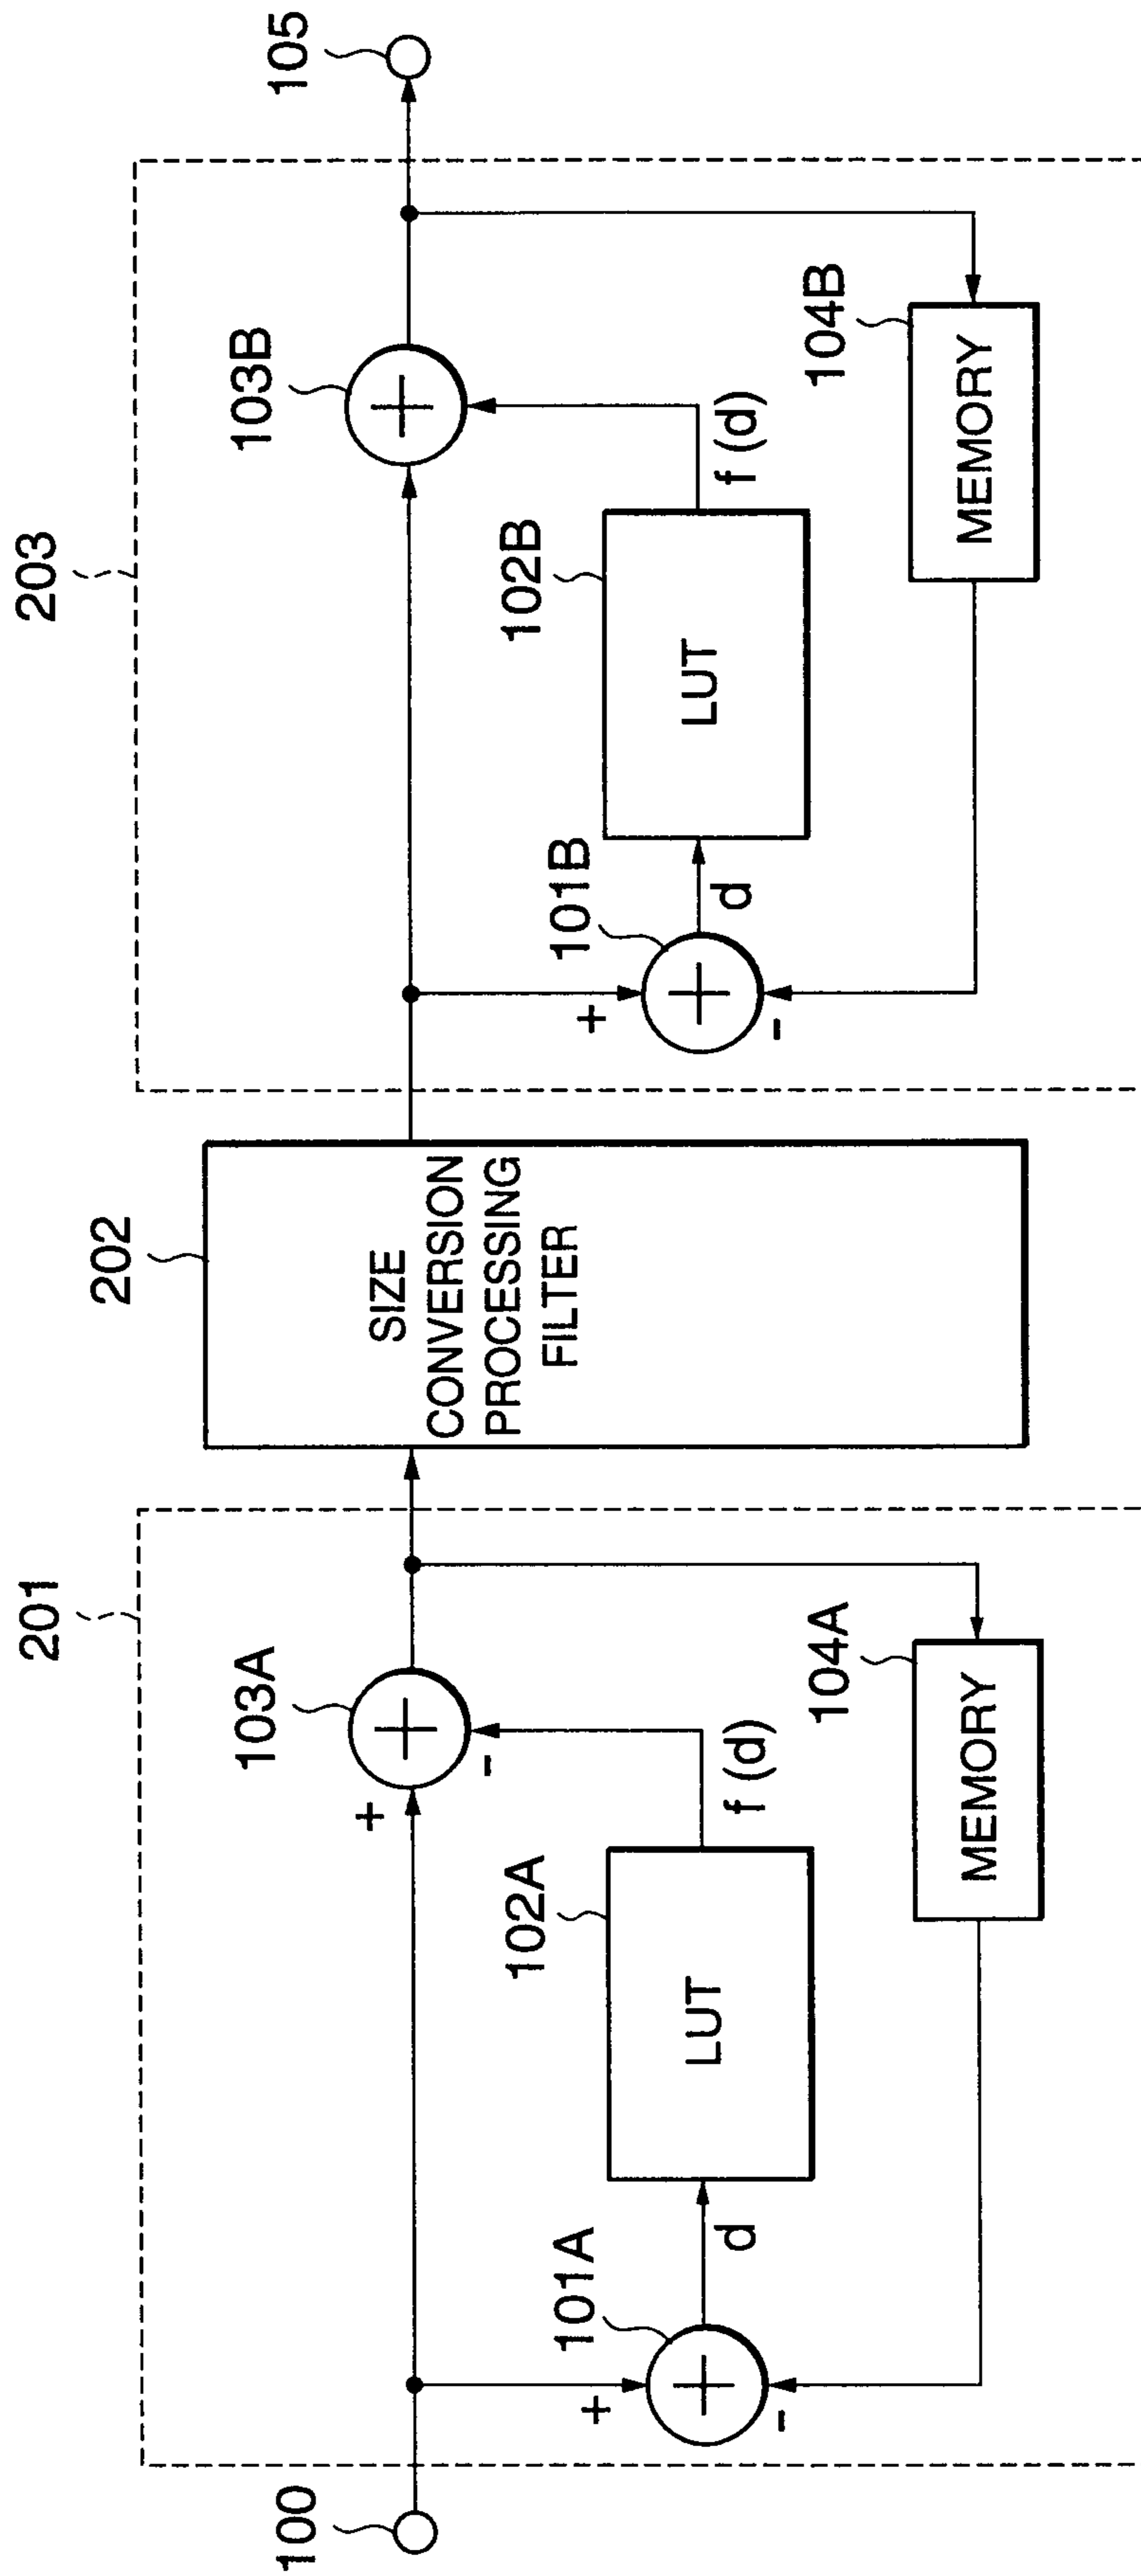 201
202
203
100
+
-
101A
d
LUT
102A
f (d)
+
-
103A
MEMORY
104A
SIZE
CONVERSION
PROCESSING
FILTER
+
-
101B
d
LUT
102B
f (d)
103B
MEMORY
104B
105